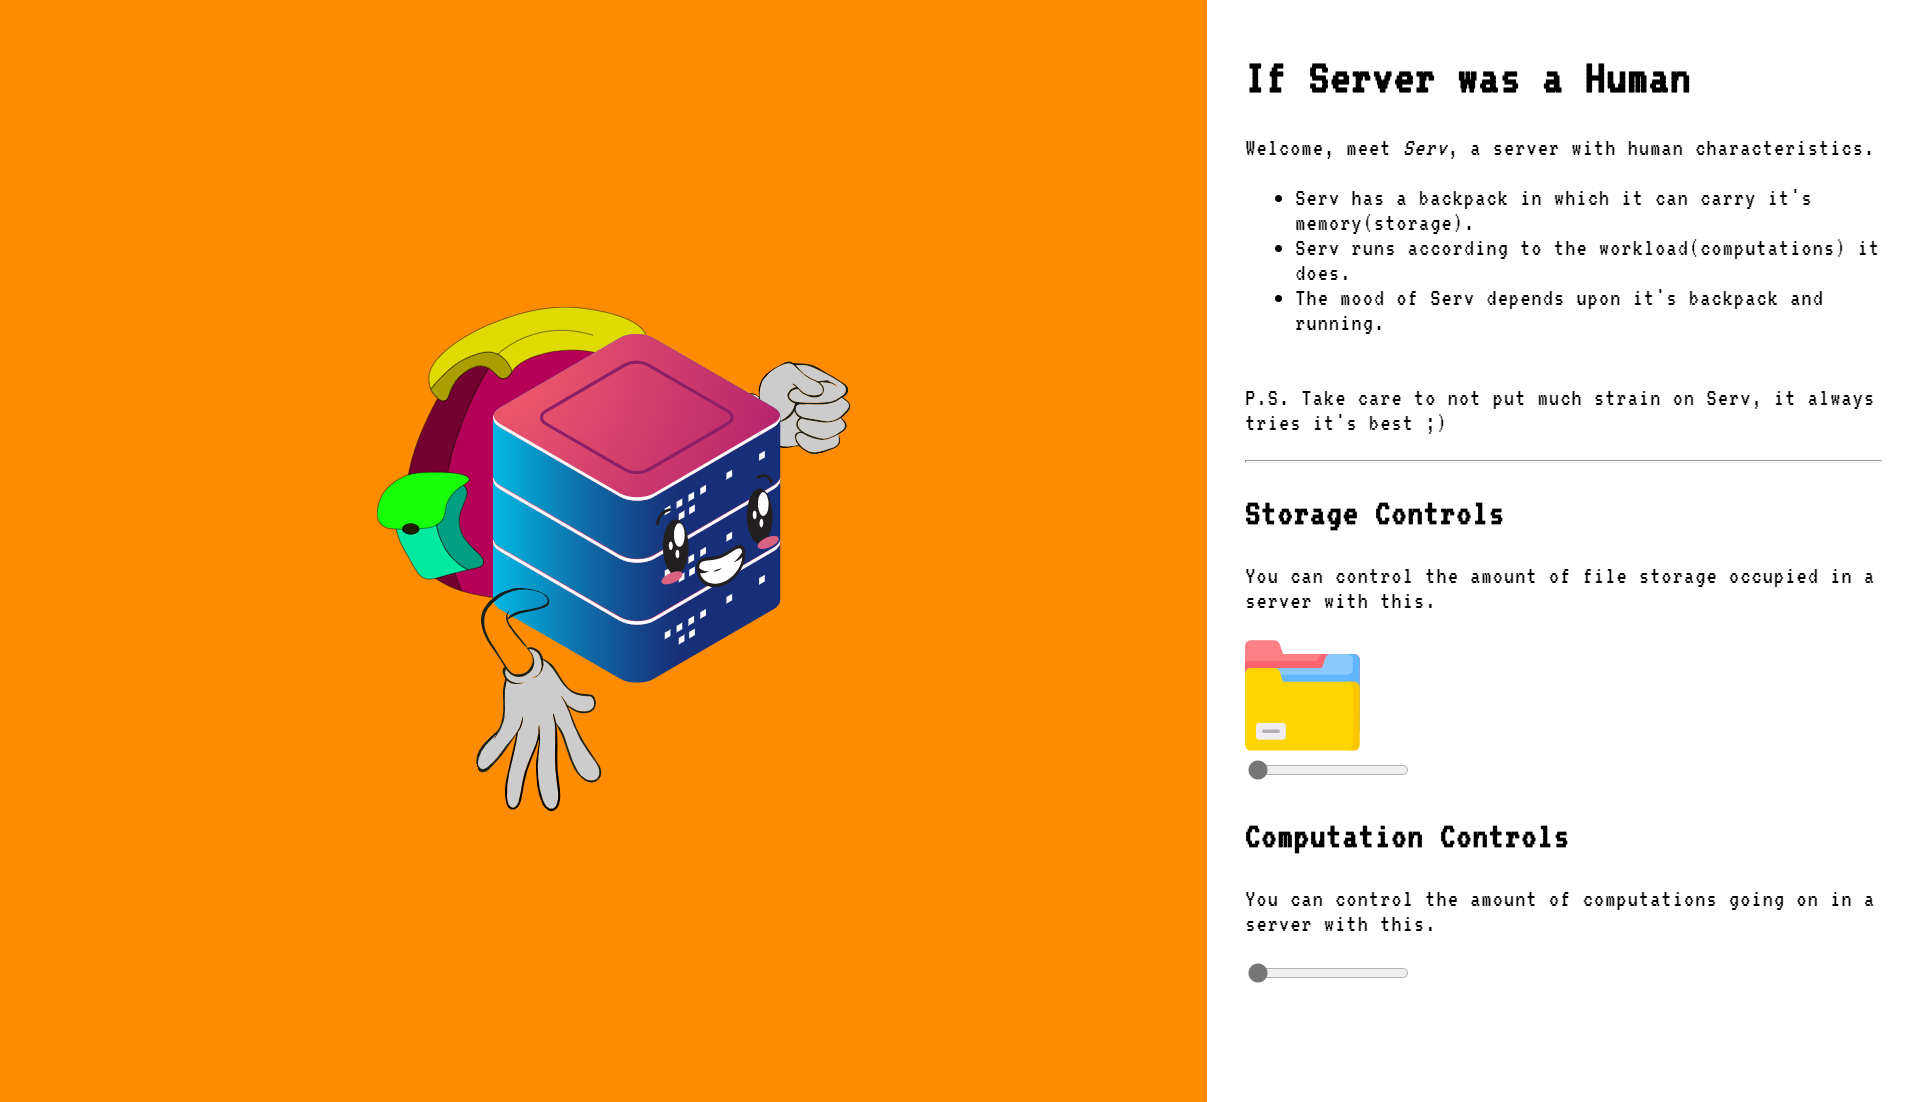 If Server was a Human
Welcome, meet Serv, a server with human characteristics.
Serv has a backpack in which it can carry it's
memory(storage).
Serv runs according to the workload(computations) it
does.
The mood of Serv depends upon it's backpack and
running.
P.S. Take care to not put much strain on Serv, it always
tries it's best ;)
Storage Controls
You can control the amount of file storage occupied in a
server with this.
Computation Controls
You can control the amount of computations going on in a
server with this.